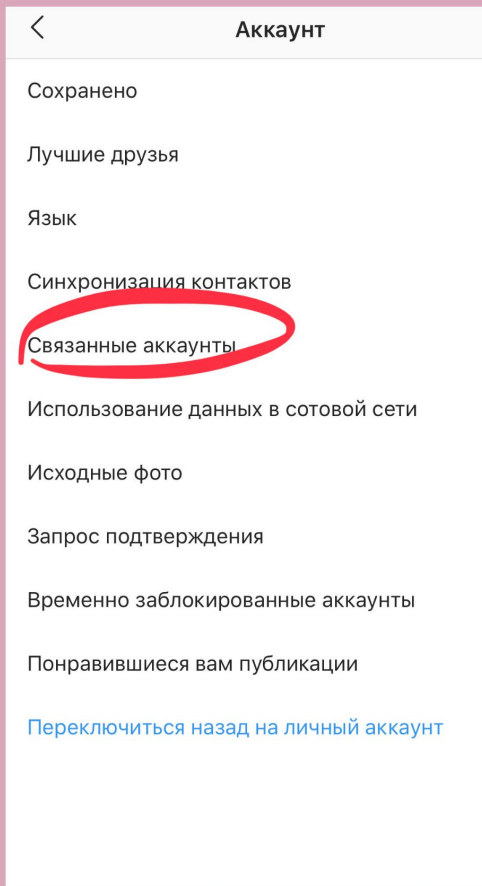 Аккаунт
Сохранено
Лучшие друзья
Язык
Синхронизация контактов
Связанные аккаунты
Использование данных в сотовой сети
Исходные фото
Запрос подтверждения
Временно заблокированные аккаунты
Понравившиеся вам публикации
Переключиться назад на личный аккаунт